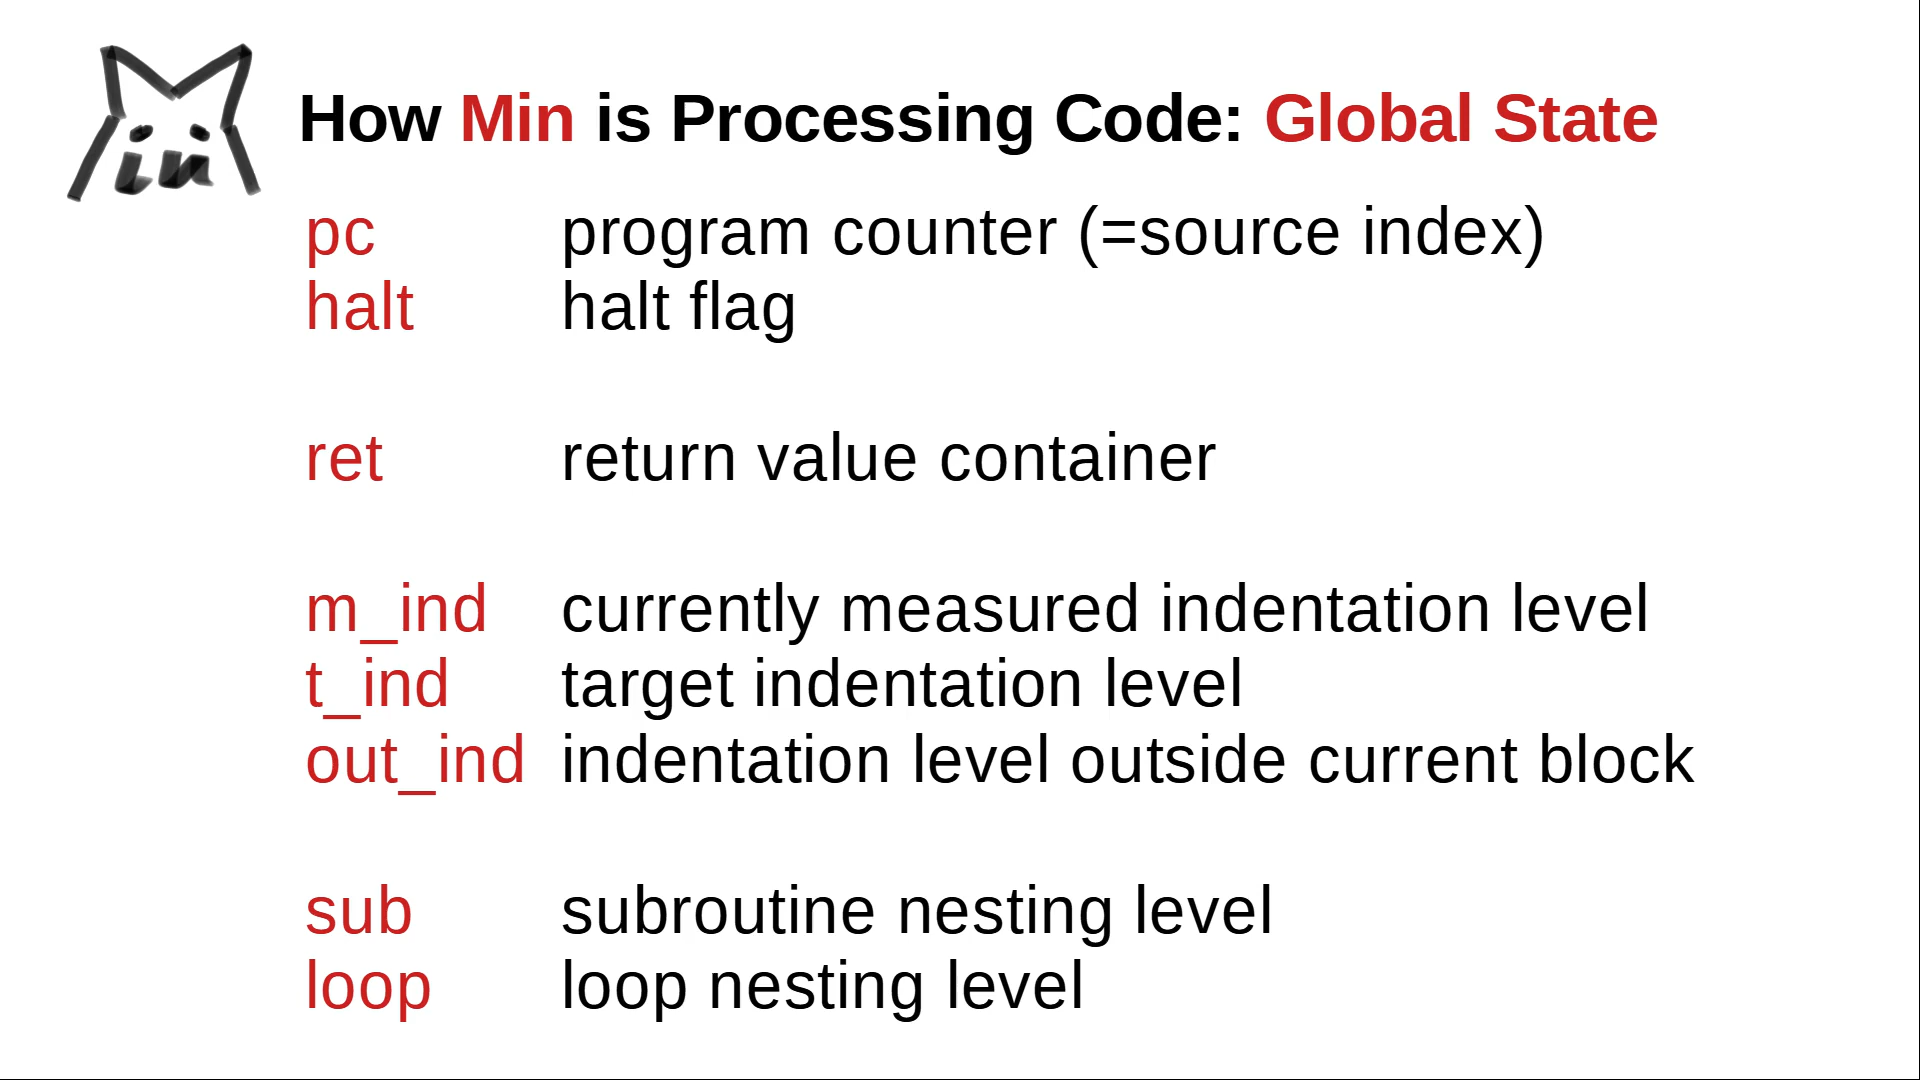 Min
How Min is Processing Code: Global State
pc program counter (=source index)
halt halt flag
ret return value container
m_ind currently measured indentation level
t_ind target indentation level
out_ind indentation level outside current block
sub subroutine nesting level
loop loop nesting level